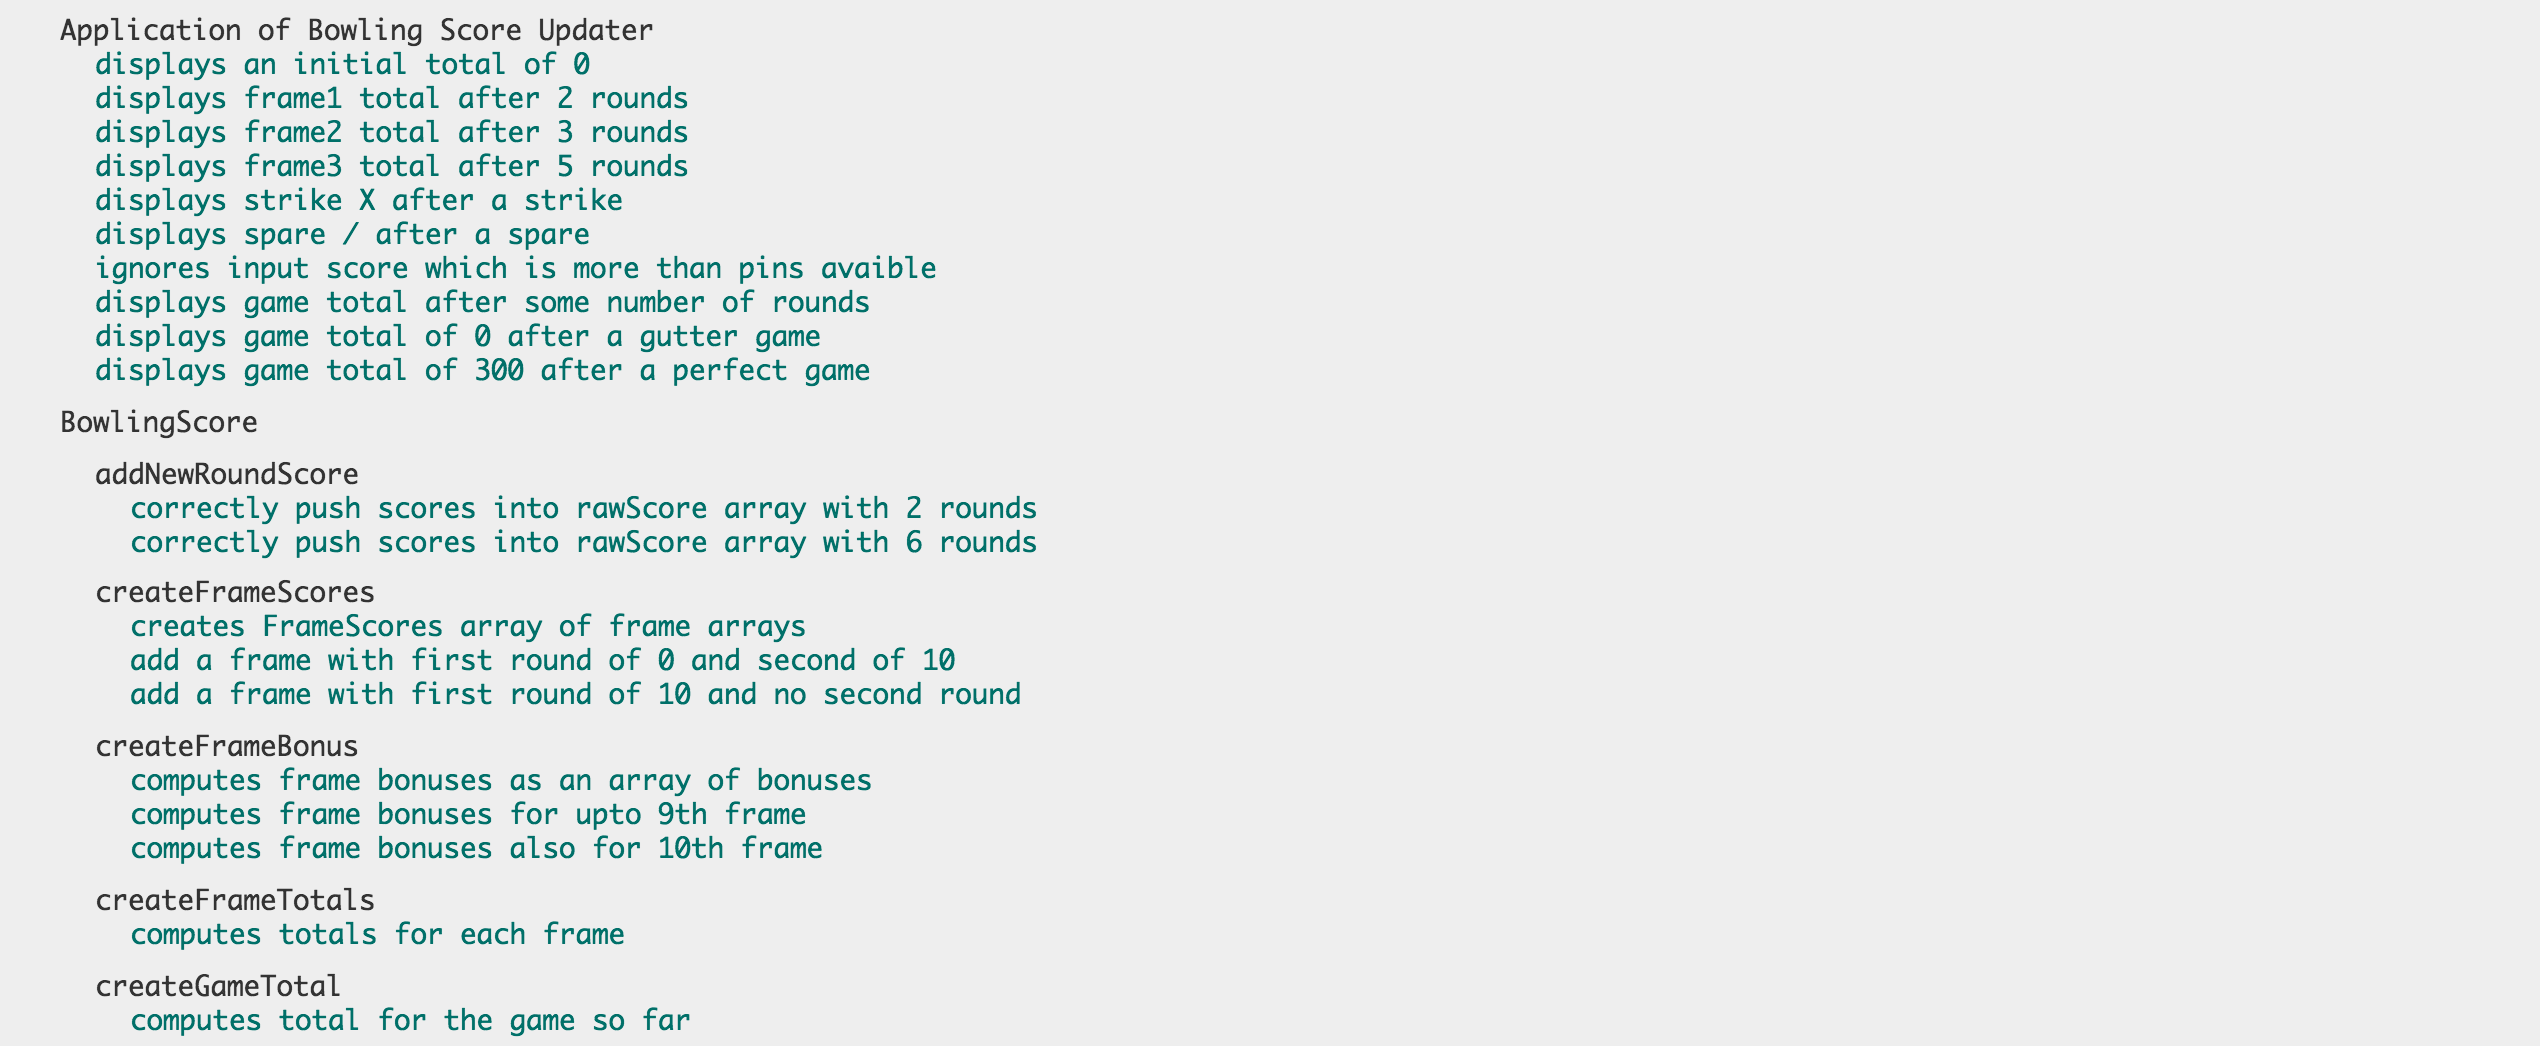 Application of Bowling Score Updater
displays an initial total of 0
displays frame1 total after 2 rounds
displays frame2 total after 3 rounds
displays frame3 total after 5 rounds
displays strike X after a strike
displays spare / after a spare
ignores input score which is more than pins avaible
displays game total after some number of rounds
displays game total of 0 after a gutter game
displays game total of 300 after a perfect game
BowlingScore
addNewRoundScore
correctly push scores into rawScore array with 2 rounds
correctly push scores into rawScore array with 6 rounds
createFrameScores
creates FrameScores array of frame arrays
add a frame with first round of 0 and second of 10
add a frame with first round of 10 and no second round
createFrameBonus
computes frame bonuses as an array of bonuses
computes frame bonuses for upto 9th frame
computes frame bonuses also for 10th frame
createFrameTotals
computes totals for each frame
createGameTotal
computes total for the game so far